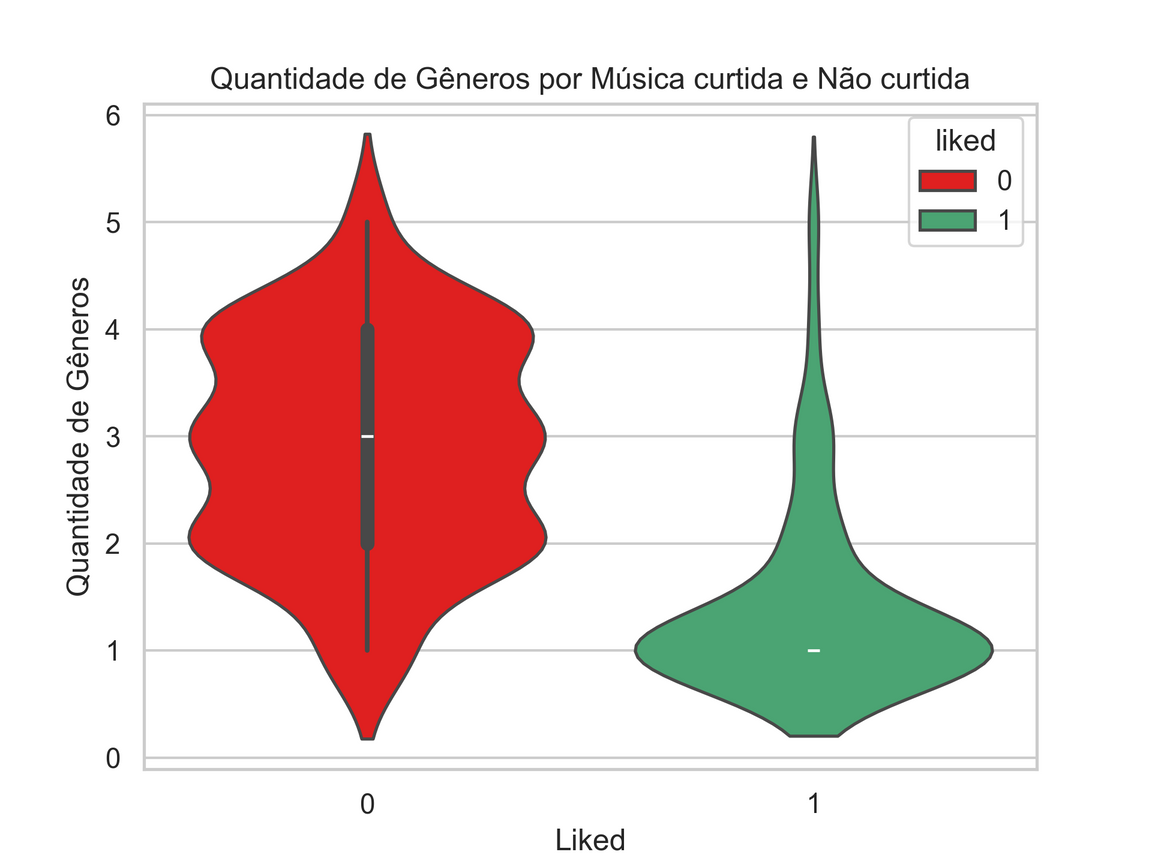 Quantidade de Gêneros por Música curtida e Não curtida
6
5
4
3
2
1
0
Quantidade de Gêneros
liked
0
1
0 1
Liked